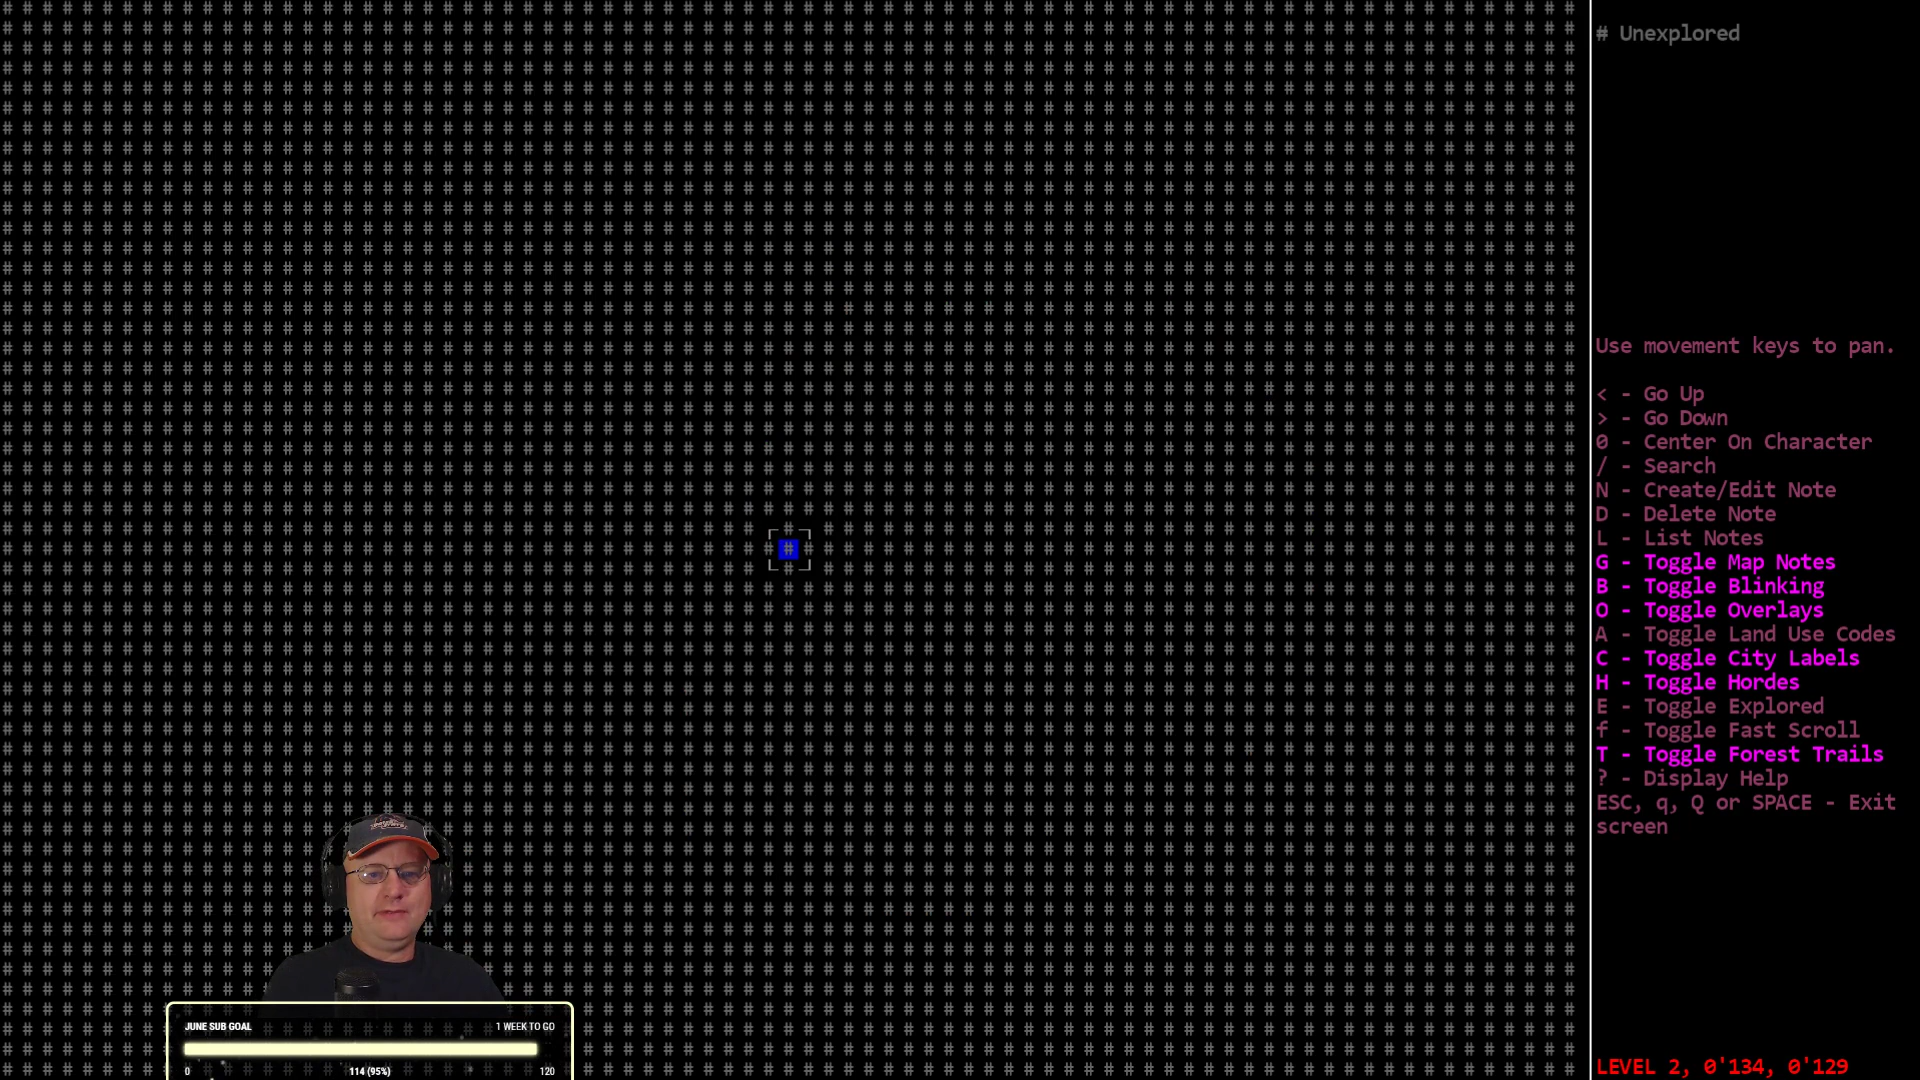 # Unexplored
Use movement keys to pan.
< - Go Up
> - Go Down
0 - Center On Character
/ - Search
N - Create/Edit Note
D - Delete Note
L - List Notes
G - Toggle Map Notes
B - Toggle Blinking
O - Toggle Overlays
A - Toggle Land Use Codes
C - Toggle City Labels
H - Toggle Hordes
E - Toggle Explored
f - Toggle Fast Scroll
T - Toggle Forest Trails
? - Display Help
ESC, q, Q or SPACE - Exit
screen
JUNE SUB GOAL 1 WEEK TO GO
0 114 (95%) 120
LEVEL 2, 0'134, 0'129